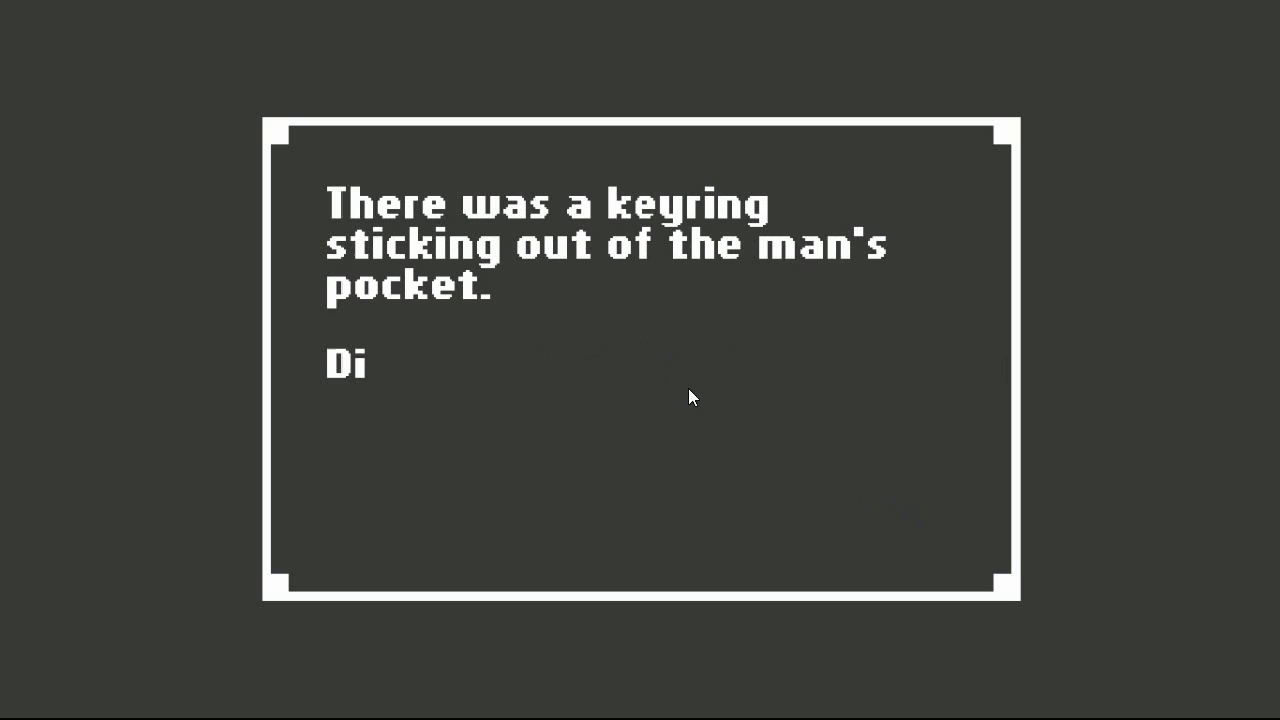 There was a keyring
sticking out of the man's
pocket.
Di